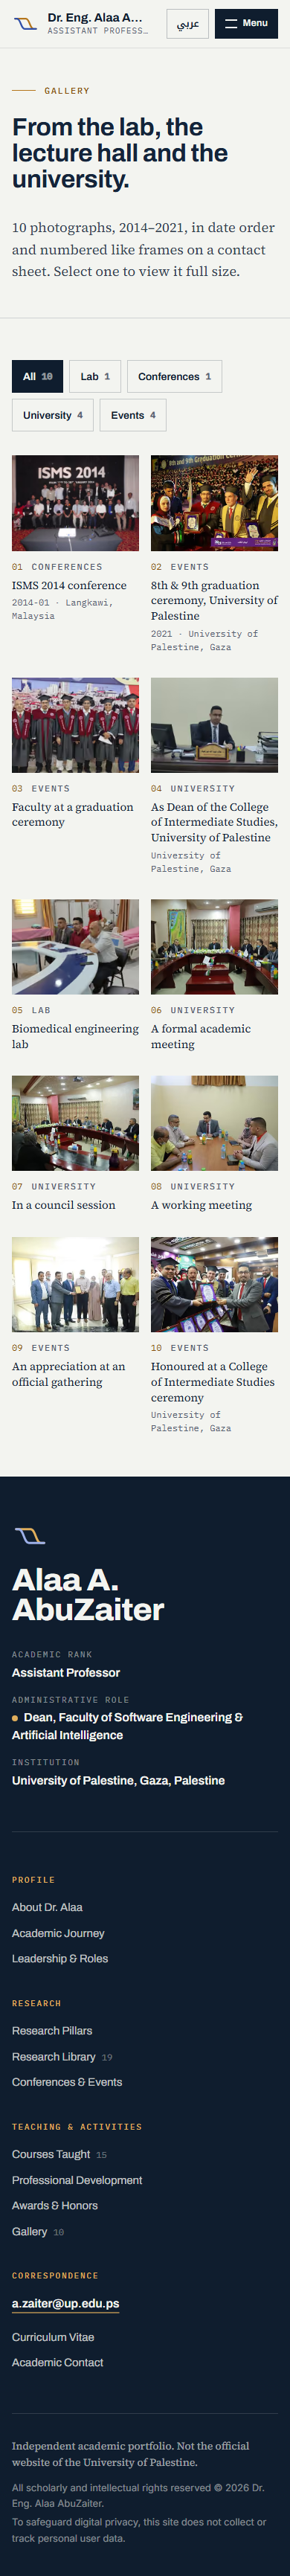 Dr. Eng. Alaa A...
ASSISTANT PROFESS…
عربي
Menu
GALLERY
From the lab, the
lecture hall and the
university.
10 photographs, 2014–2021, in date order
and numbered like frames on a contact
sheet. Select one to view it full size.
All 10
Lab 1
Conferences 1
University 4
Events 4
ISMS 2014
8th and 9th Graduation Ceremony
01 CONFERENCES
ISMS 2014 conference
2014-01 · Langkawi,
Malaysia
02 EVENTS
8th & 9th graduation
ceremony, University of
Palestine
2021 · University of
Palestine, Gaza
03 EVENTS
Faculty at a graduation
ceremony
04 UNIVERSITY
As Dean of the College
of Intermediate Studies,
University of Palestine
University of
Palestine, Gaza
05 LAB
Biomedical engineering
lab
06 UNIVERSITY
A formal academic
meeting
07 UNIVERSITY
In a council session
08 UNIVERSITY
A working meeting
09 EVENTS
An appreciation at an
official gathering
10 EVENTS
Honoured at a College
of Intermediate Studies
ceremony
University of
Palestine, Gaza
Alaa A.
AbuZaiter
ACADEMIC RANK
Assistant Professor
ADMINISTRATIVE ROLE
Dean, Faculty of Software Engineering &
Artificial Intelligence
INSTITUTION
University of Palestine, Gaza, Palestine
PROFILE
About Dr. Alaa
Academic Journey
Leadership & Roles
RESEARCH
Research Pillars
Research Library 19
Conferences & Events
TEACHING & ACTIVITIES
Courses Taught 15
Professional Development
Awards & Honors
Gallery 10
CORRESPONDENCE
a.zaiter@up.edu.ps
Curriculum Vitae
Academic Contact
Independent academic portfolio. Not the official
website of the University of Palestine.
All scholarly and intellectual rights reserved © 2026 Dr.
Eng. Alaa AbuZaiter.
To safeguard digital privacy, this site does not collect or
track personal user data.